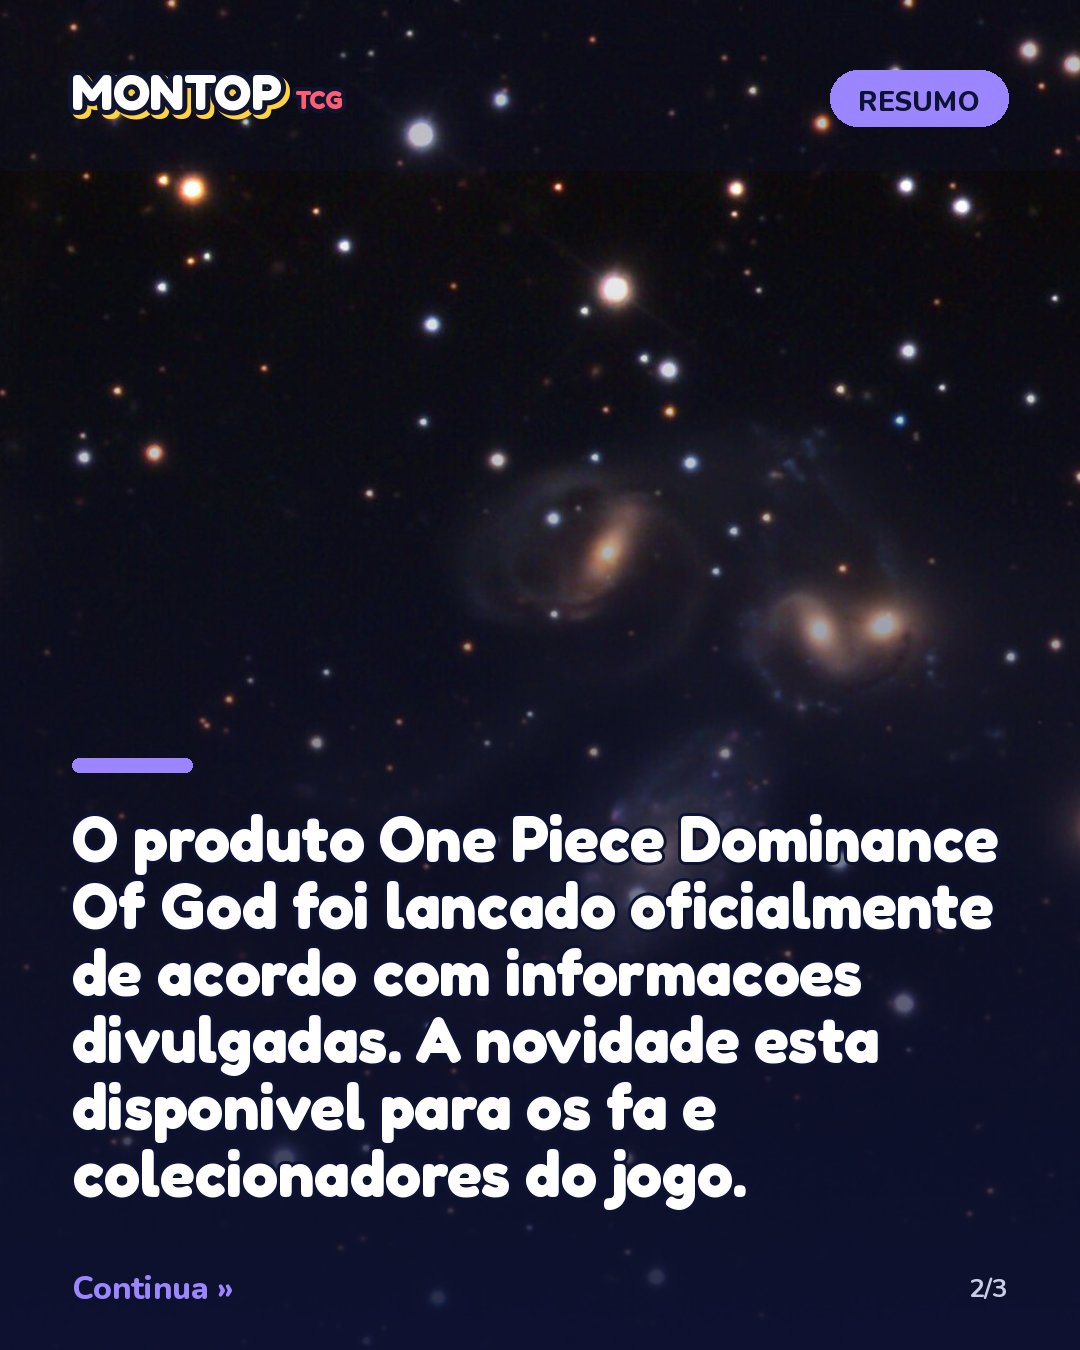 MONTOP TCG
RESUMO
O produto One Piece Dominance
Of God foi lancado oficialmente
de acordo com informacoes
divulgadas. A novidade esta
disponivel para os fa e
colecionadores do jogo.
Continua »
2/3